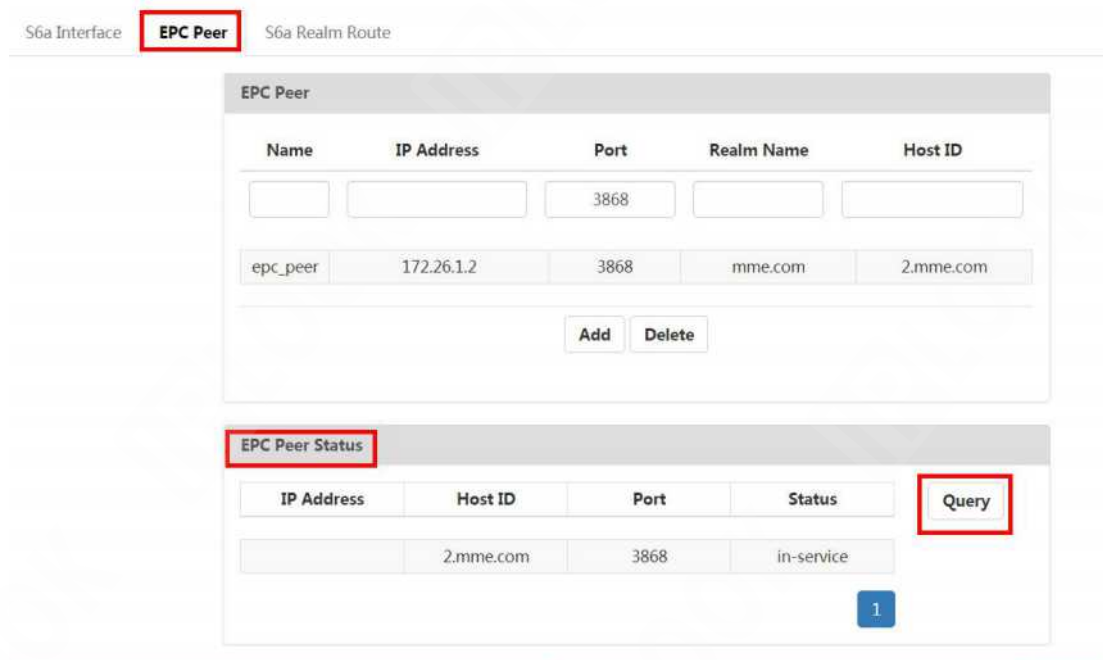 S6a Interface EPC Peer S6a Realm Route
EPC Peer
Name IP Address Port Realm Name Host ID
3868
epc_peer 172.26.1.2 3868 mme.com 2.mme.com
Add Delete
EPC Peer Status
IP Address Host ID Port Status Query
2.mme.com 3868 in-service
1